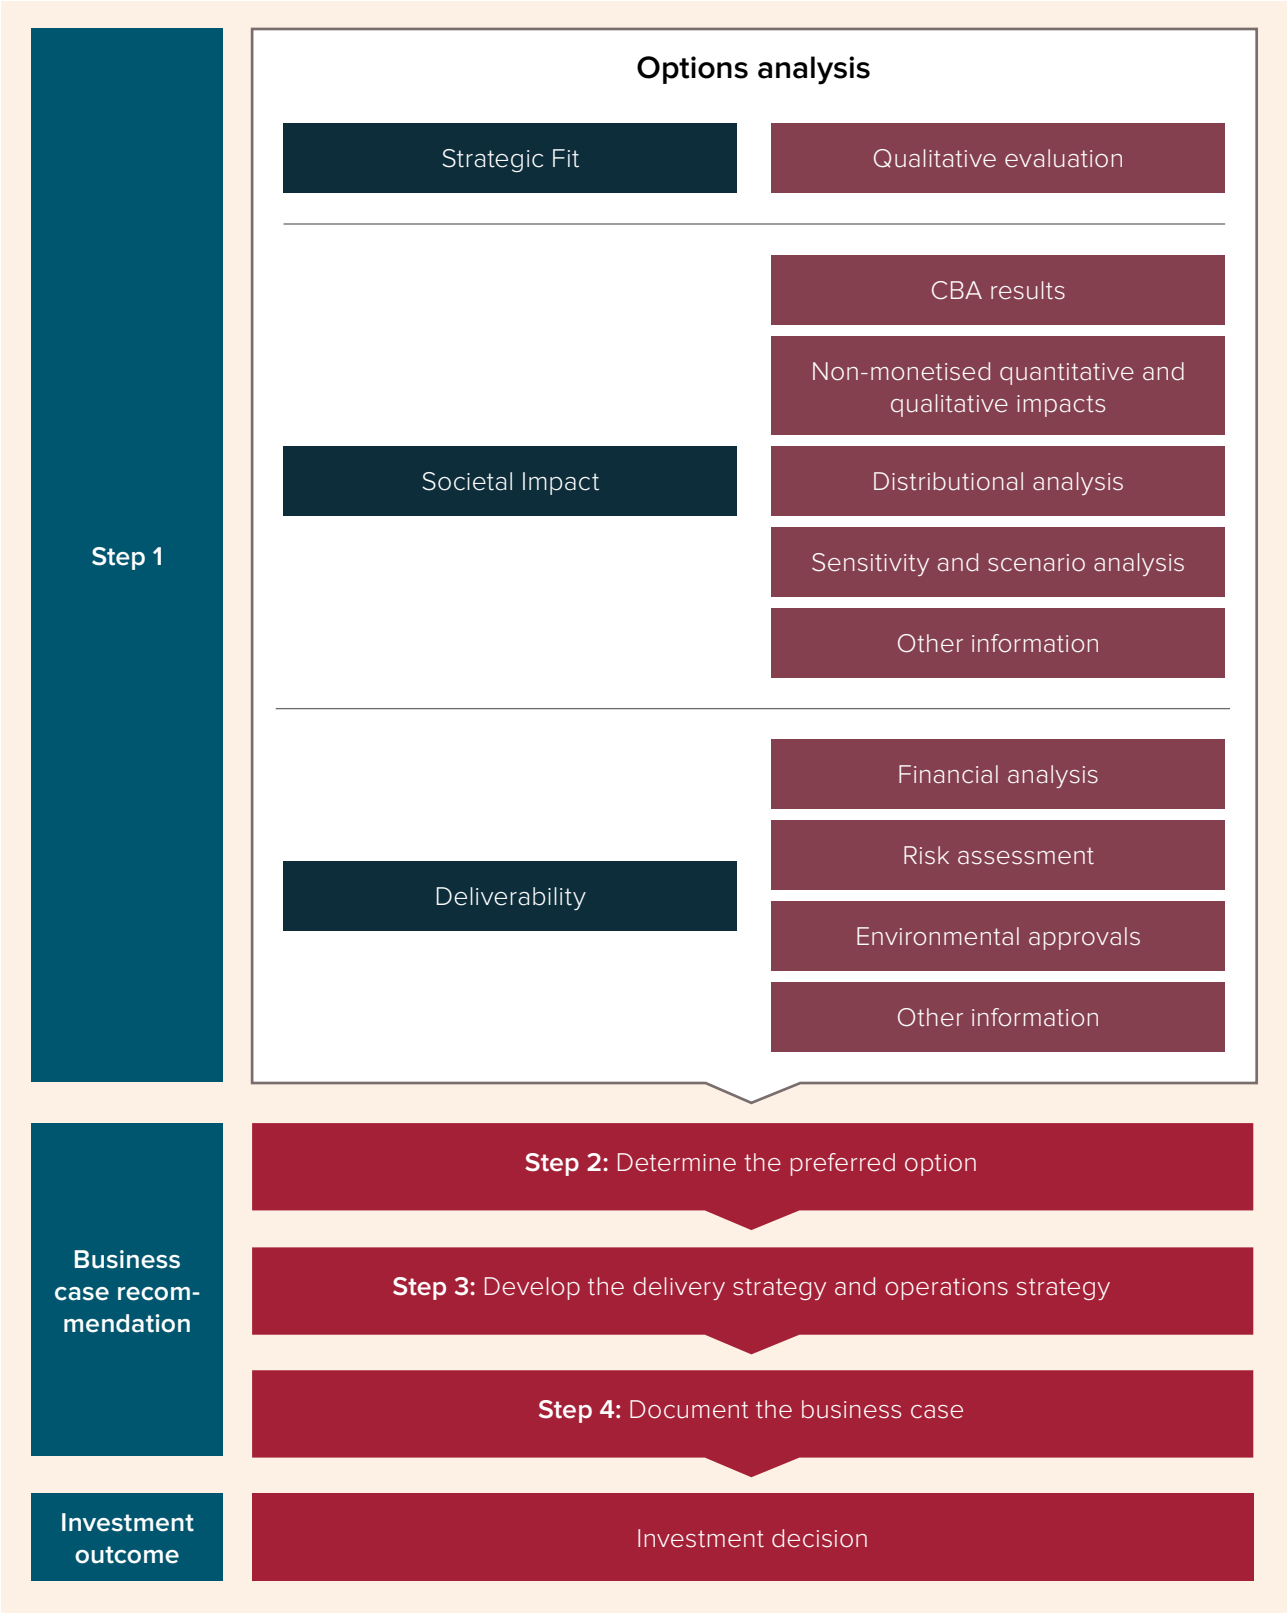 Step 1
Options analysis
Strategic Fit
Qualitative evaluation
Societal Impact
CBA results
Non-monetised quantitative and
qualitative impacts
Distributional analysis
Sensitivity and scenario analysis
Other information
Deliverability
Financial analysis
Risk assessment
Environmental approvals
Other information
Business
case recom-
mendation
Step 2: Determine the preferred option
Step 3: Develop the delivery strategy and operations strategy
Step 4: Document the business case
Investment
outcome
Investment decision